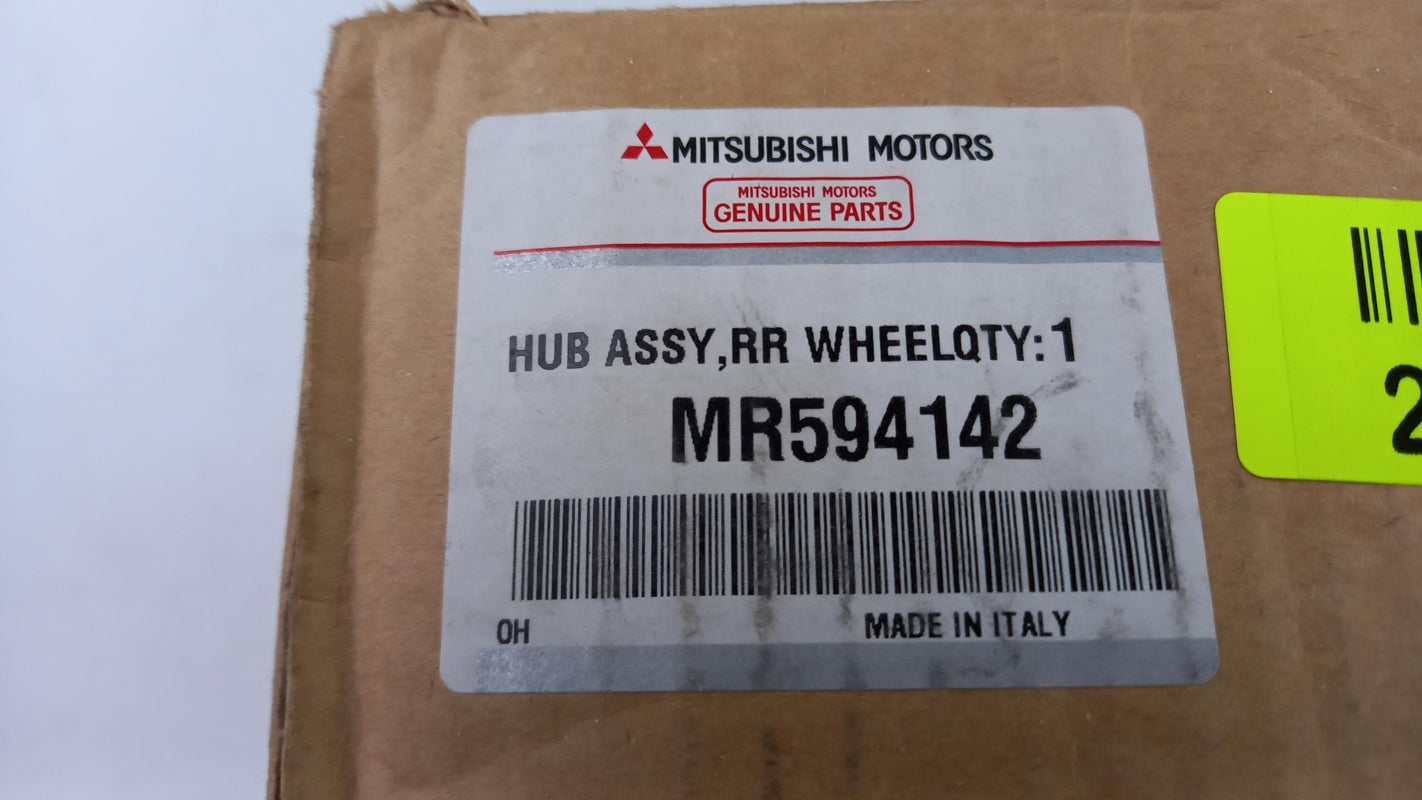 MITSUBISHI MOTORS
MITSUBISHI MOTORS
GENUINE PARTS
HUB ASSY,RR WHEELQTY:1
MR594142
OH
MADE IN ITALY
2